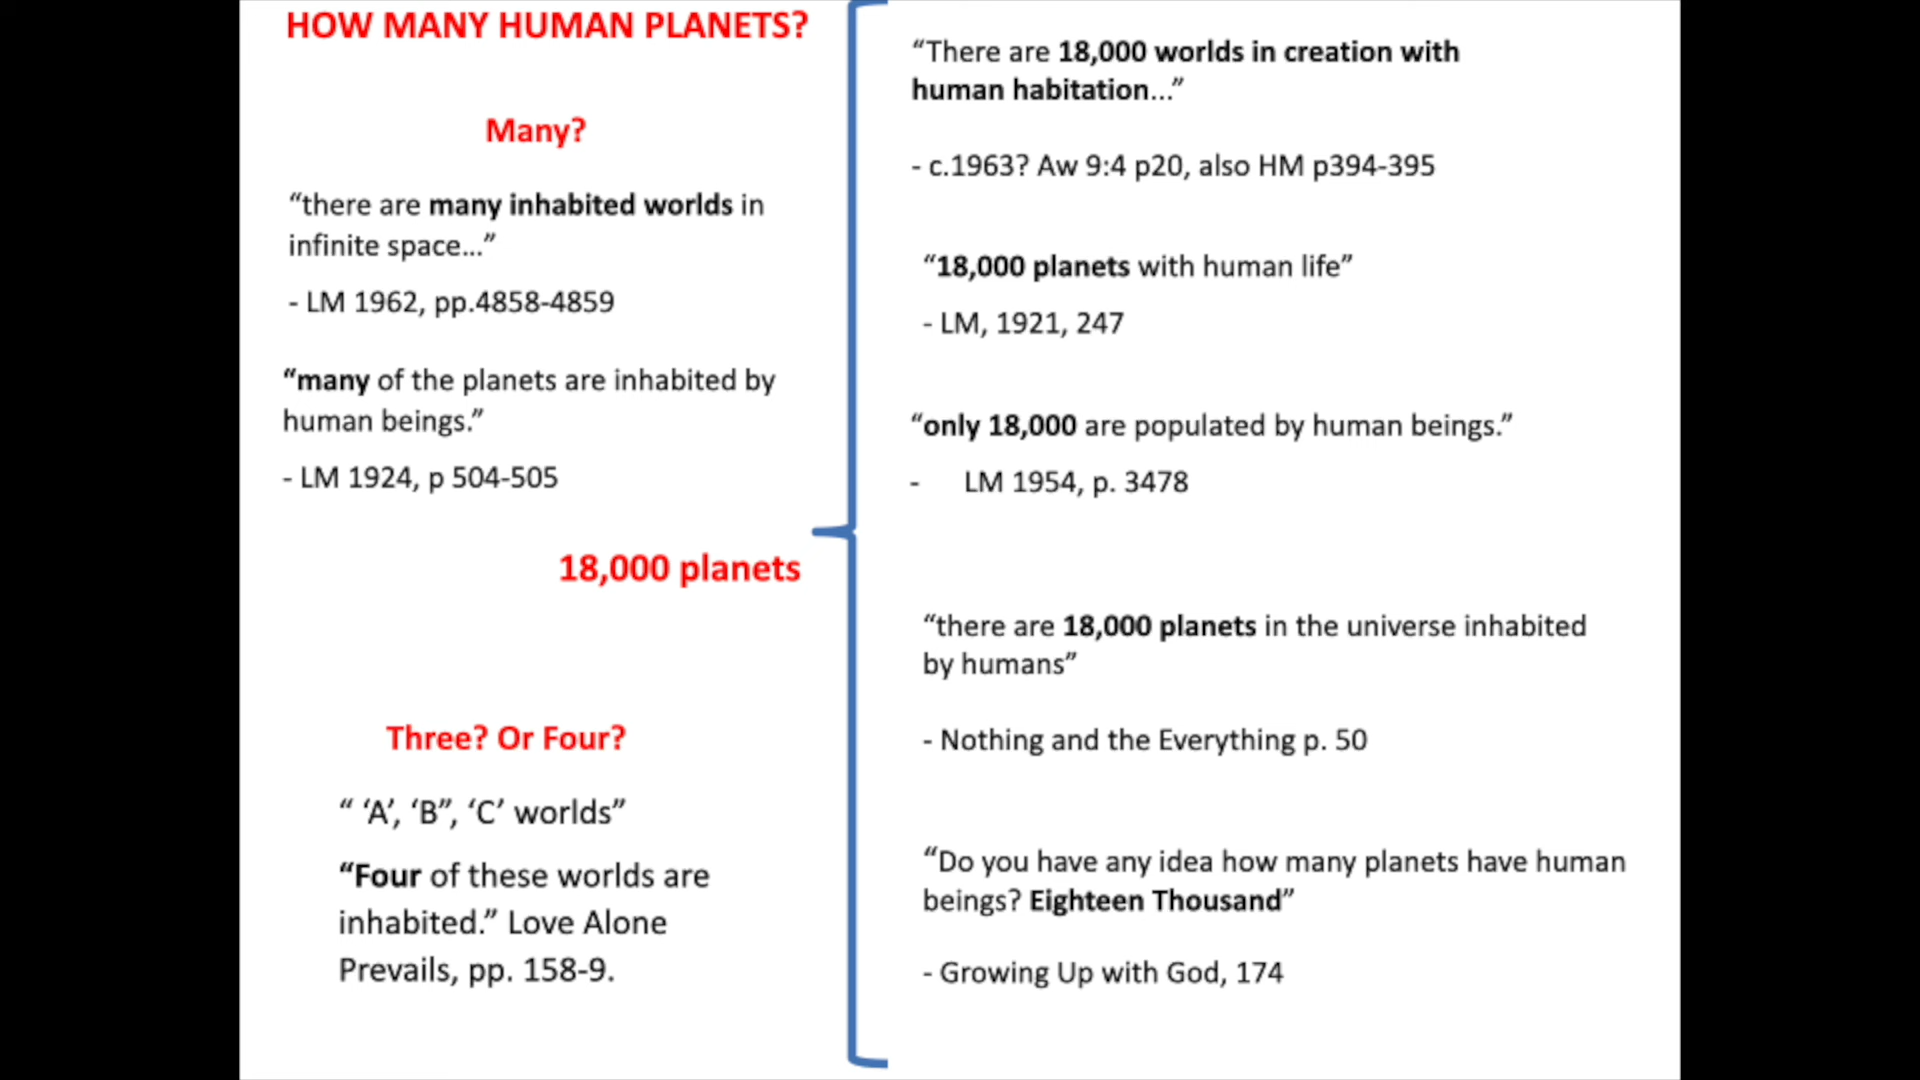 HOW MANY HUMAN PLANETS?
Many?
“there are many inhabited worlds in
infinite space...”
- LM 1962, pp.4858-4859
“many of the planets are inhabited by
human beings.”
- LM 1924, p 504-505
18,000 planets
Three? Or Four?
“ ‘A’, ‘B”, ‘C’ worlds”
“Four of these worlds are
inhabited.” Love Alone
Prevails, pp. 158-9.
“There are 18,000 worlds in creation with
human habitation...”
- c.1963? Aw 9:4 p20, also HM p394-395
“18,000 planets with human life”
- LM, 1921, 247
“only 18,000 are populated by human beings.”
- LM 1954, p. 3478
“there are 18,000 planets in the universe inhabited
by humans”
- Nothing and the Everything p. 50
“Do you have any idea how many planets have human
beings? Eighteen Thousand”
- Growing Up with God, 174